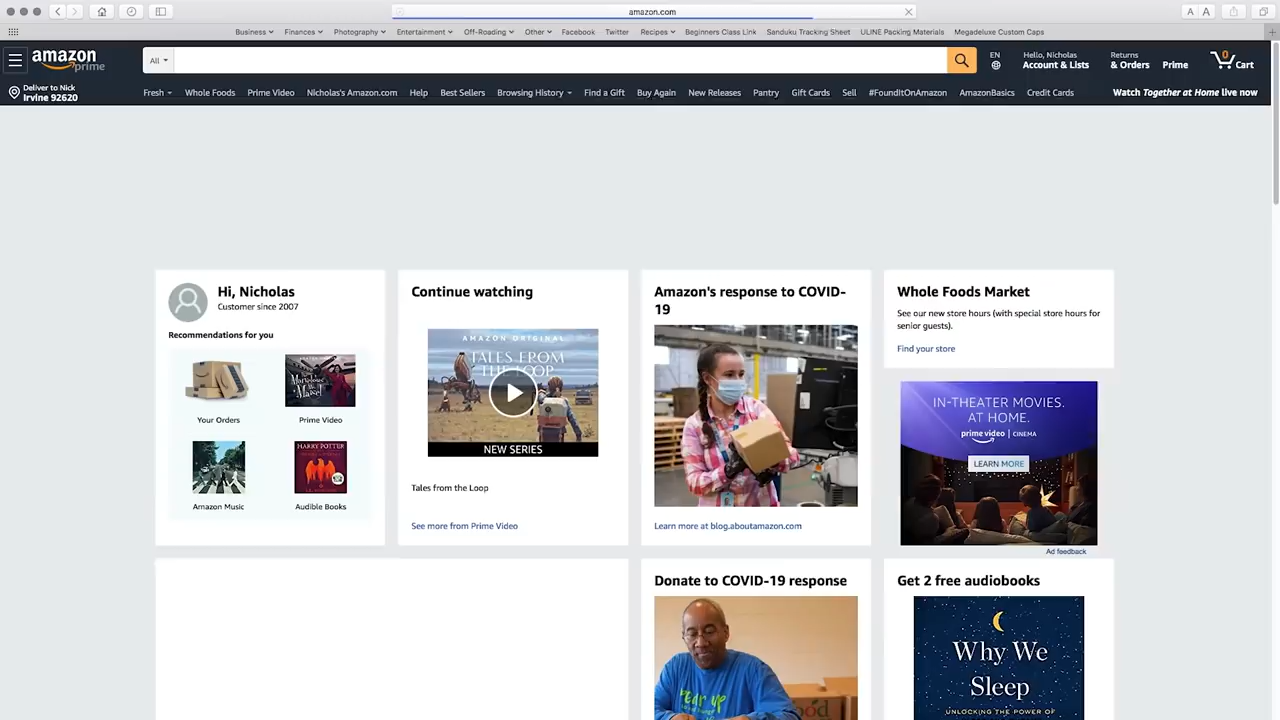 amazon.com
A A
Business Finances Photography Entertainment Off-Roading Other Facebook Twitter Recipes Beginners Class Link Sanduku Tracking Sheet ULINE Packing Materials Megadeluxe Custom Caps
amazon prime
All
EN
Hello, Nicholas
Account & Lists
Returns
& Orders
Prime
0
Cart
Deliver to Nick
Irvine 92620
Fresh Whole Foods Prime Video Nicholas's Amazon.com Help Best Sellers Browsing History Find a Gift Buy Again New Releases Pantry Gift Cards Sell #FoundItOnAmazon AmazonBasics Credit Cards
Watch Together at Home live now
Hi, Nicholas
Customer since 2007
Recommendations for you
Your Orders
Prime Video
HARRY POTTER
Amazon Music
Audible Books
Continue watching
AMAZON ORIGINAL
TALES FROM
THE LOOP
NEW SERIES
Tales from the Loop
See more from Prime Video
Amazon's response to COVID-
19
Learn more at blog.aboutamazon.com
Whole Foods Market
See our new store hours (with special store hours for
senior guests).
Find your store
IN-THEATER MOVIES.
AT HOME.
prime video | CINEMA
LEARN MORE
Ad feedback
Donate to COVID-19 response
Get 2 free audiobooks
Why We
Sleep
UNLOCKING THE POWER OF